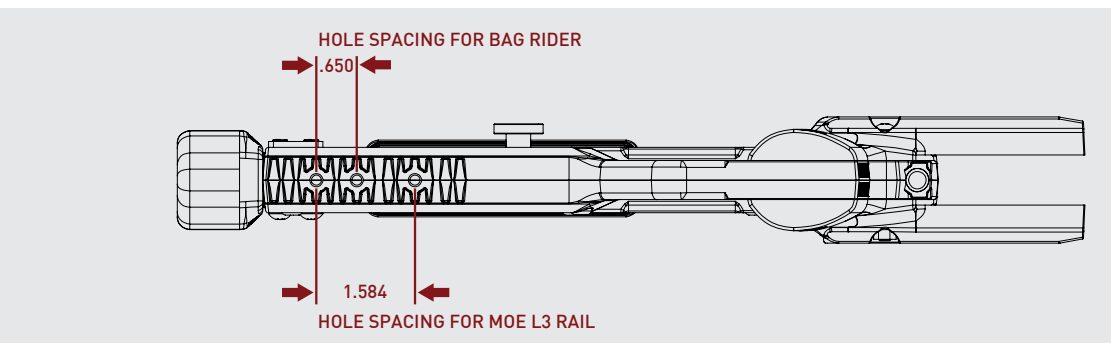 HOLE SPACING FOR BAG RIDER
.650
1.584
HOLE SPACING FOR MOE L3 RAIL